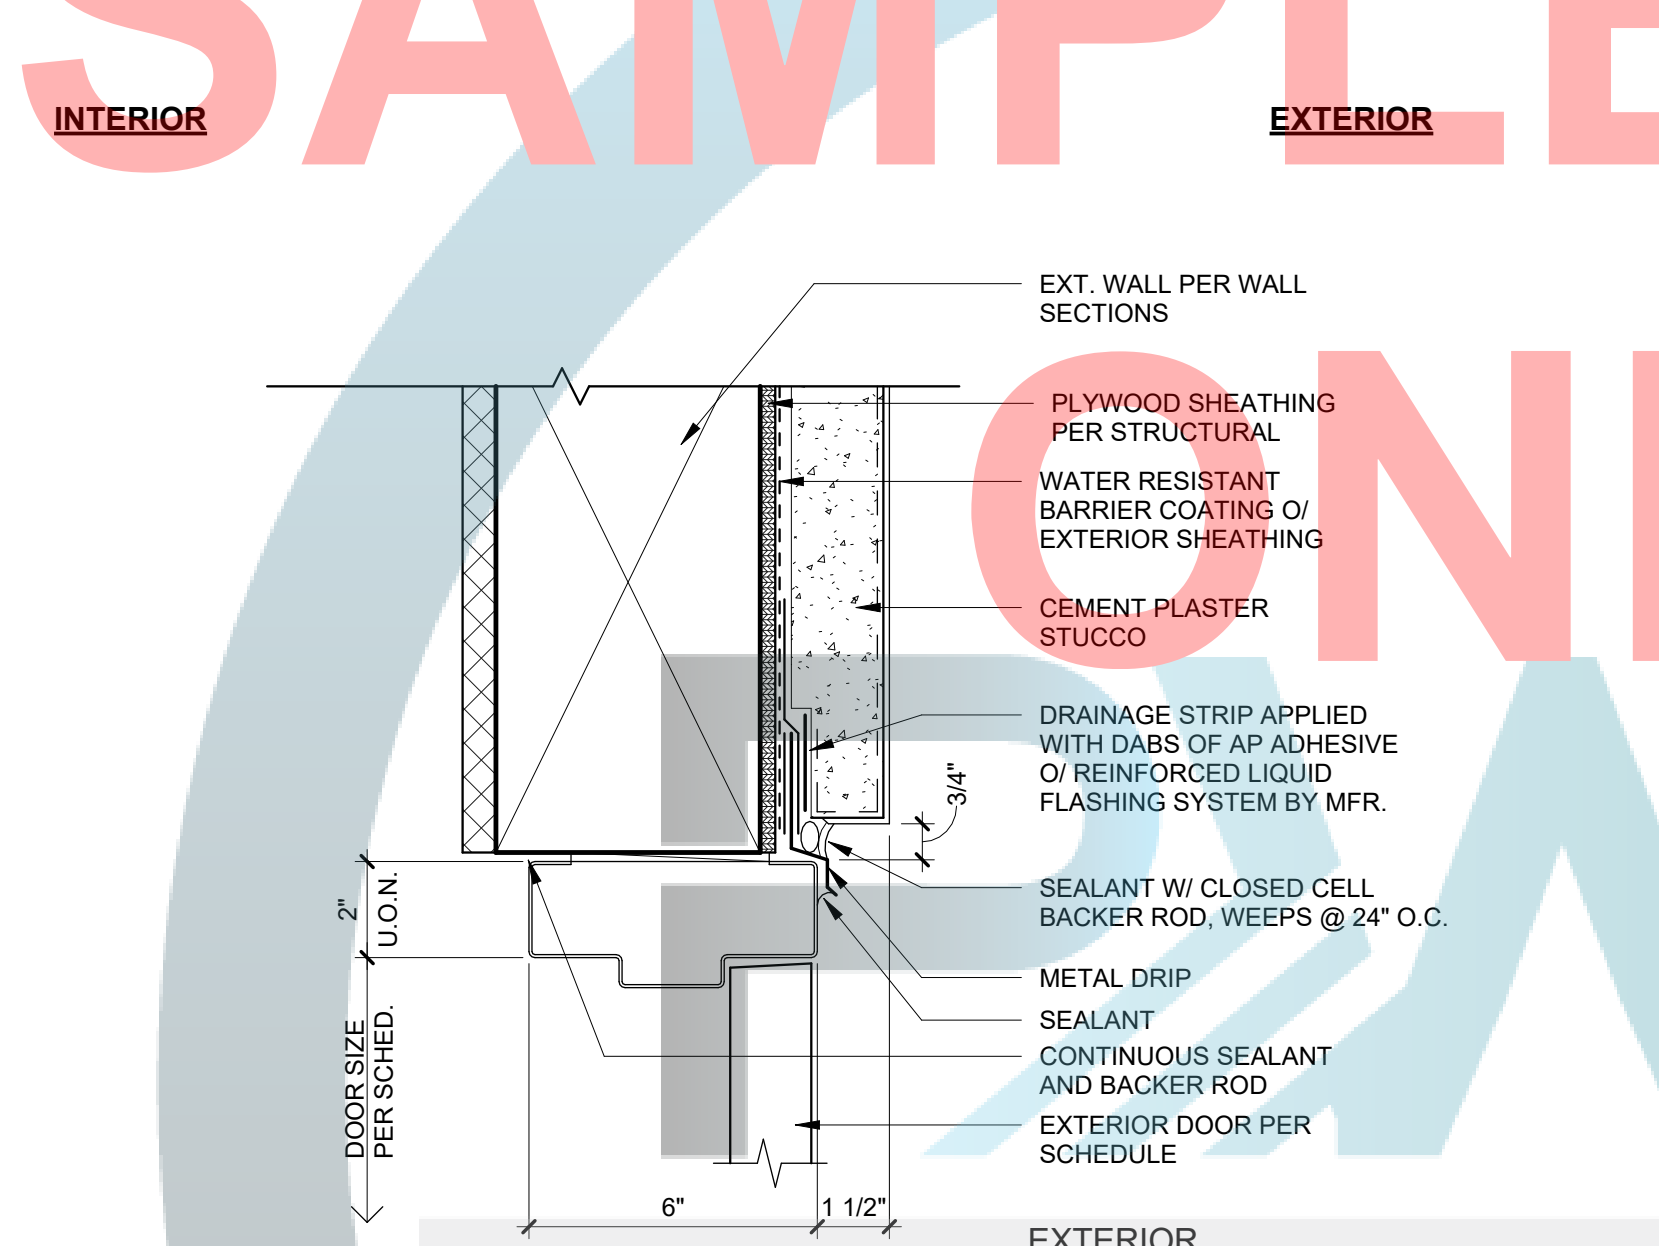 SAMPLE
INTERIOR
EXTERIOR
EXT. WALL PER WALL
SECTIONS
PLYWOOD SHEATHING
PER STRUCTURAL
WATER RESISTANT
BARRIER COATING O/
EXTERIOR SHEATHING
CEMENT PLASTER
STUCCO
DRAINAGE STRIP APPLIED
WITH DABS OF AP ADHESIVE
O/ REINFORCED LIQUID
FLASHING SYSTEM BY MFR.
3/4"
SEALANT W/ CLOSED CELL
BACKER ROD, WEEPS @ 24" O.C.
METAL DRIP
SEALANT
CONTINUOUS SEALANT
AND BACKER ROD
EXTERIOR DOOR PER
SCHEDULE
2"
U.O.N.
DOOR SIZE
PER SCHED.
6"
1 1/2"
EXTERIOR